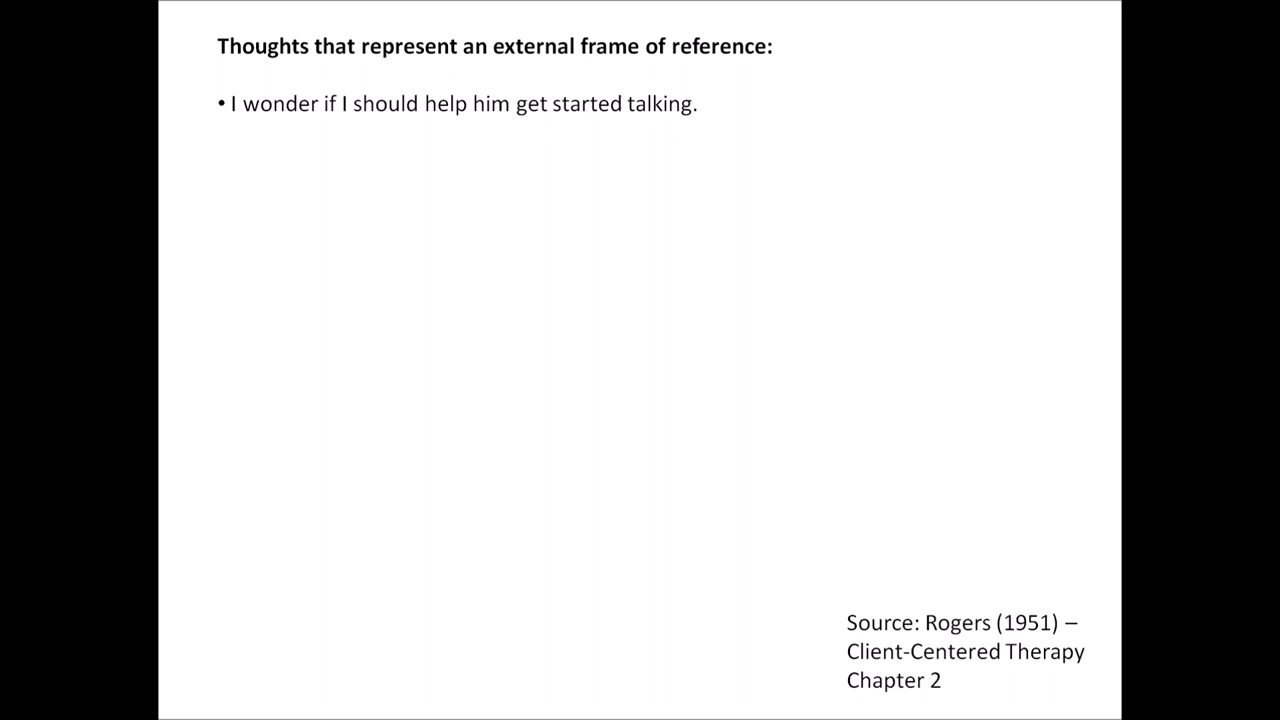 Thoughts that represent an external frame of reference:
• I wonder if I should help him get started talking.
Source: Rogers (1951) –
Client-Centered Therapy
Chapter 2